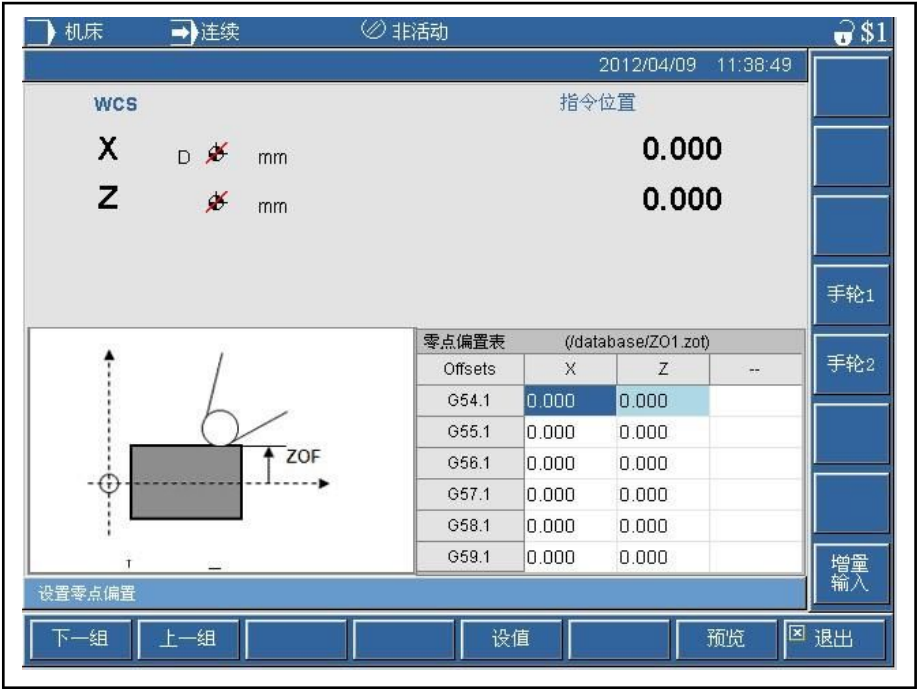 机床 连续 非活动 $1
2012/04/09 11:38:49
WCS 指令位置
X D mm 0.000
Z mm 0.000
手轮1
手轮2
零点偏置表 (/database/ZO1.zot)
Offsets X Z --
G54.1 0.000 0.000
G55.1 0.000 0.000
G56.1 0.000 0.000
G57.1 0.000 0.000
G58.1 0.000 0.000
G59.1 0.000 0.000
ZOF
增量
输入
设置零点偏置
下一组 上一组 设值 预览 退出